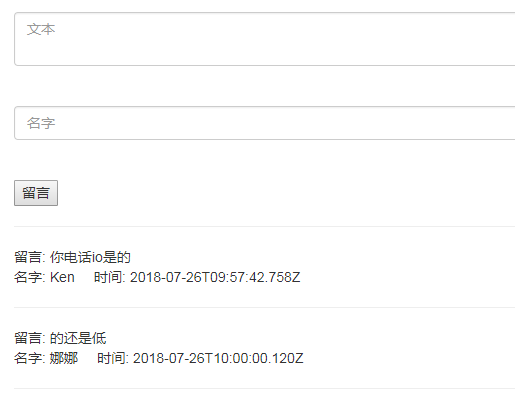 文本
名字
留言
留言: 你电话io是的
名字: Ken 时间: 2018-07-26T09:57:42.758Z
留言: 的还是低
名字: 娜娜 时间: 2018-07-26T10:00:00.120Z